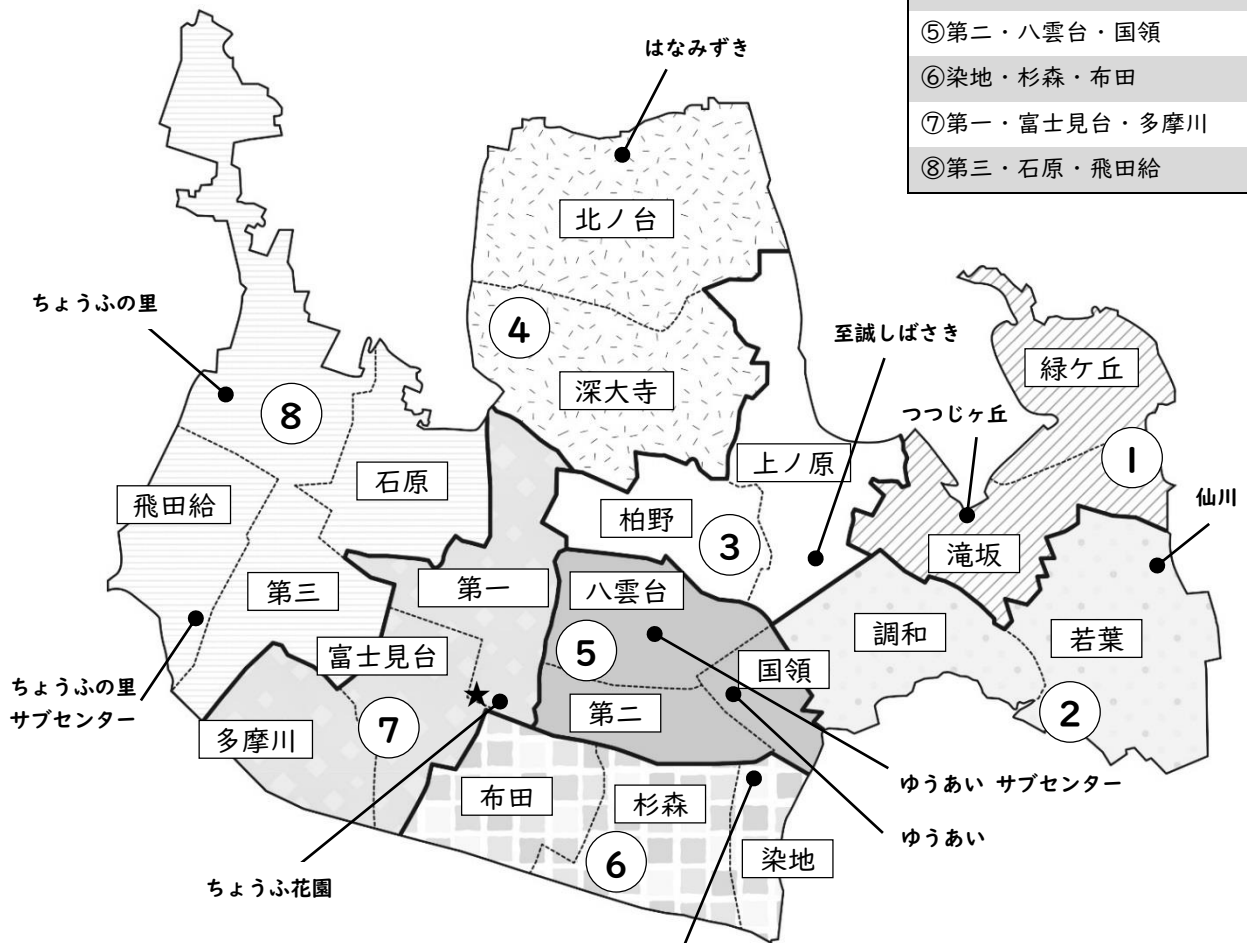 ⑤第二・八雲台・国領
⑥染地・杉森・布田
⑦第一・富士見台・多摩川
⑧第三・石原・飛田給
はなみずき
北ノ台
ちょうふの里
④
至誠しばさき
緑ケ丘
深大寺
つつじヶ丘
⑧
①
上ノ原
石原
仙川
飛田給
柏野
③
滝坂
第三
第一
八雲台
調和
若葉
富士見台
⑤
国領
ちょうふの里
サブセンター
★
第二
②
多摩川
⑦
ゆうあい サブセンター
布田
杉森
ゆうあい
⑥
染地
ちょうふ花園